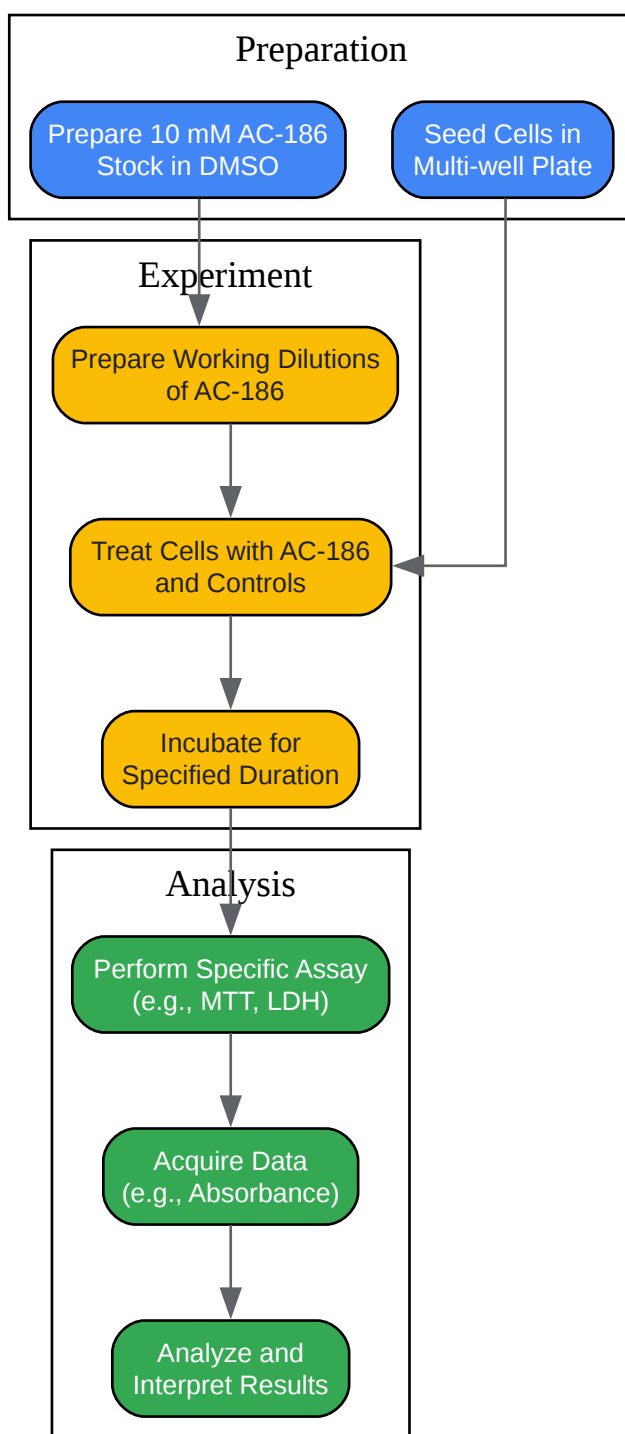 Preparation
Prepare 10 mM AC-186
Stock in DMSO
Seed Cells in
Multi-well Plate
Experiment
Prepare Working Dilutions
of AC-186
Treat Cells with AC-186
and Controls
Incubate for
Specified Duration
Analysis
Perform Specific Assay
(e.g., MTT, LDH)
Acquire Data
(e.g., Absorbance)
Analyze and
Interpret Results